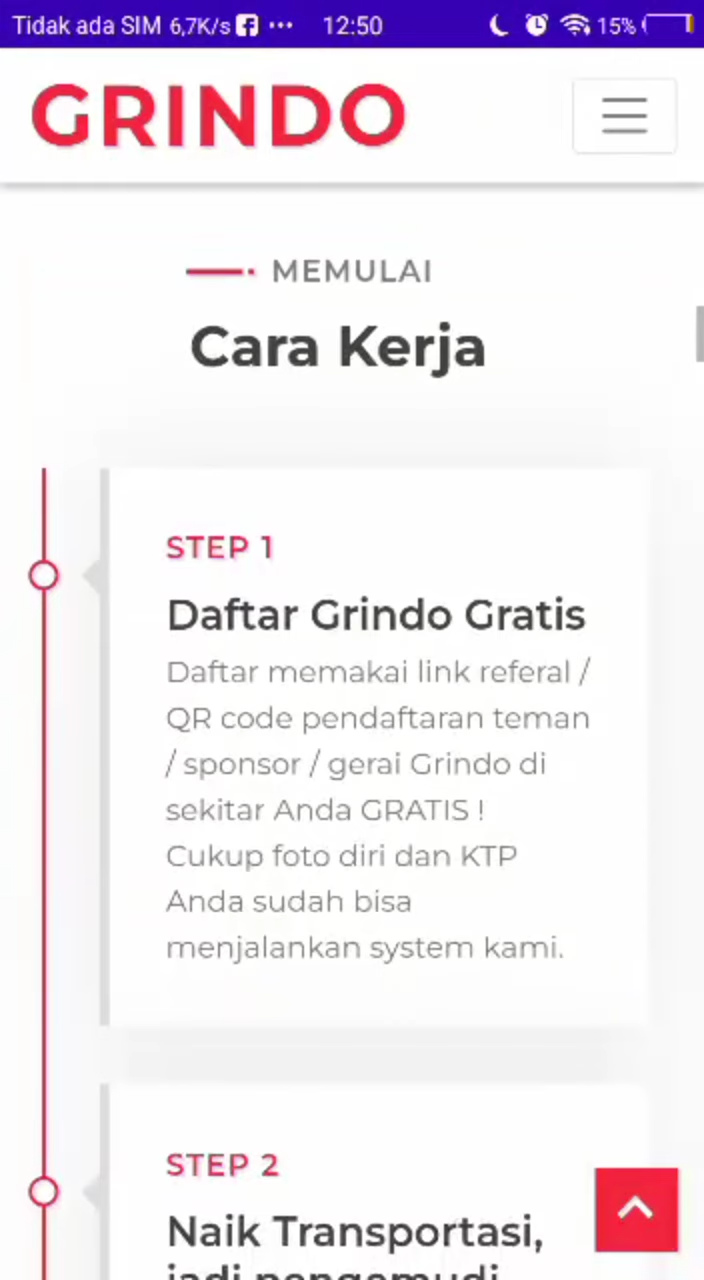 Tidak ada SIM 6,7K/s ··· 12:50 15%
GRINDO
MEMULAI
Cara Kerja
STEP 1
Daftar Grindo Gratis
Daftar memakai link referal /
QR code pendaftaran teman
/ sponsor / gerai Grindo di
sekitar Anda GRATIS !
Cukup foto diri dan KTP
Anda sudah bisa
menjalankan system kami.
STEP 2
Naik Transportasi,
jadi pengemudi